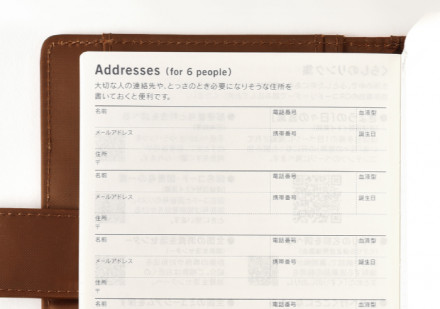 Addresses (for 6 people)
大切な人の連絡先や、とっさのとき必要になりそうな住所を
書いておくと便利です。
名前 電話番号 血液型
メールアドレス 携帯番号 誕生日
住所
〒
名前 電話番号 血液型
メールアドレス 携帯番号 誕生日
住所
〒
名前 電話番号 血液型
メールアドレス 携帯番号 誕生日
住所
〒
名前 電話番号 血液型